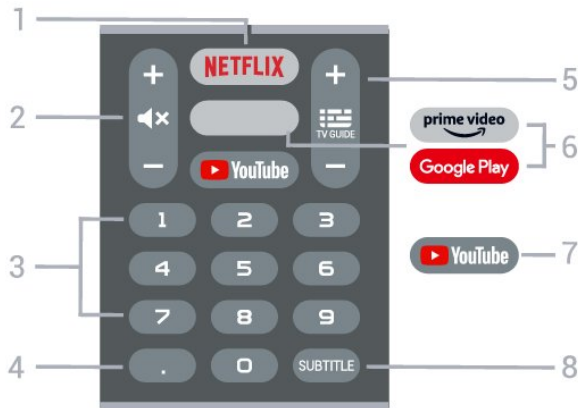 1
NETFLIX
+ +
2
5
TV GUIDE
prime video
6
− −
Google Play
YouTube
1 2 3
3
YouTube
7
4 5 6
7 8 9
4
. 0 SUBTITLE
8